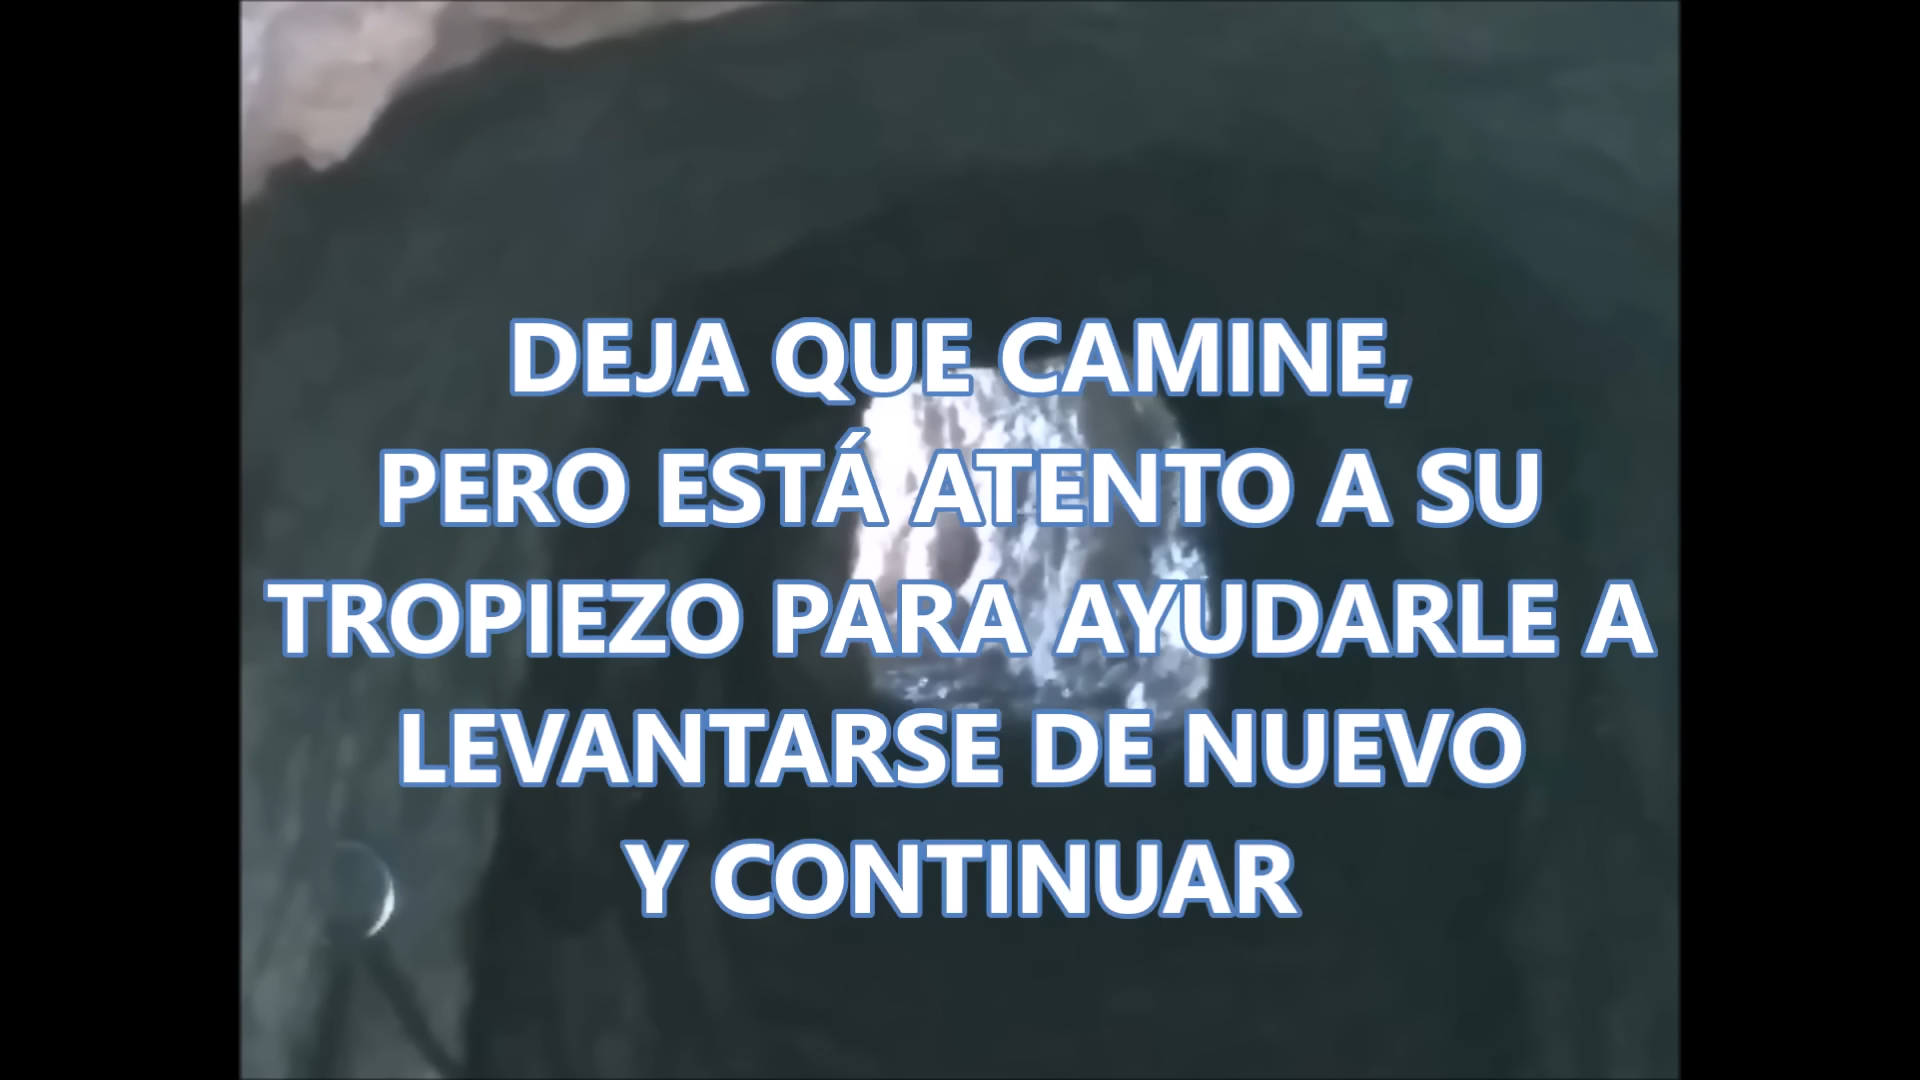 DEJA QUE CAMINE,
PERO ESTÁ ATENTO A SU
TROPIEZO PARA AYUDARLE A
LEVANTARSE DE NUEVO
Y CONTINUAR